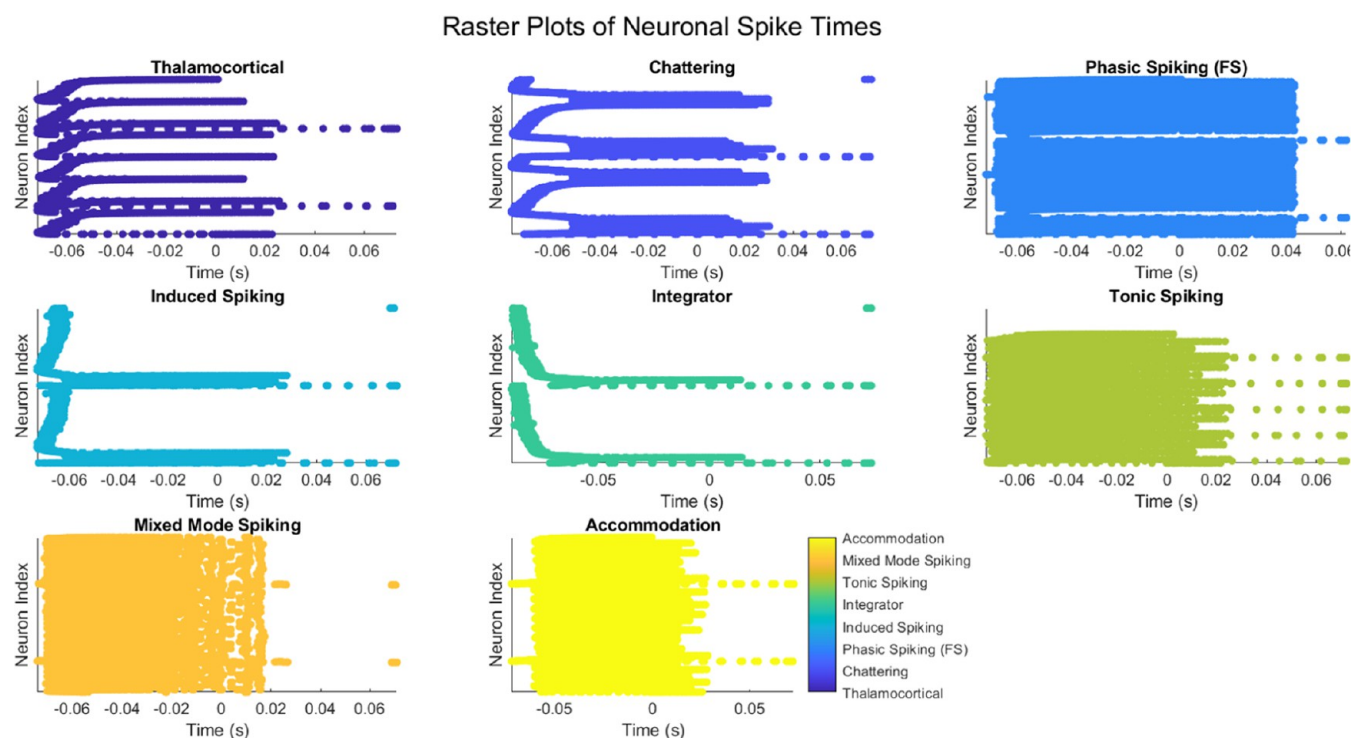 Raster Plots of Neuronal Spike Times
Thalamocortical
Neuron Index
-0.06 -0.04 -0.02 0 0.02 0.04 0.06
Time (s)
Chattering
Neuron Index
-0.06 -0.04 -0.02 0 0.02 0.04 0.06
Time (s)
Phasic Spiking (FS)
Neuron Index
-0.06 -0.04 -0.02 0 0.02 0.04 0.06
Time (s)
Induced Spiking
Neuron Index
-0.06 -0.04 -0.02 0 0.02 0.04 0.06
Time (s)
Integrator
Neuron Index
-0.05 0 0.05
Time (s)
Tonic Spiking
Neuron Index
-0.06 -0.04 -0.02 0 0.02 0.04 0.06
Time (s)
Mixed Mode Spiking
Neuron Index
-0.06 -0.04 -0.02 0 0.02 0.04 0.06
Time (s)
Accommodation
Neuron Index
-0.05 0 0.05
Time (s)
Accommodation
Mixed Mode Spiking
Tonic Spiking
Integrator
Induced Spiking
Phasic Spiking (FS)
Chattering
Thalamocortical